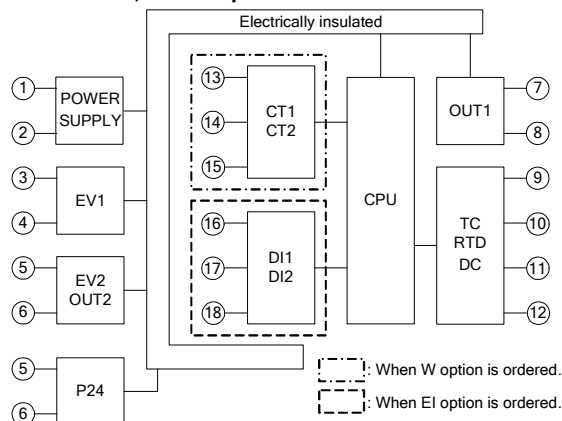 Electrically insulated
1
2
POWER
SUPPLY
3
4
EV1
5
6
EV2
OUT2
5
6
P24
13
14
15
CT1
CT2
16
17
18
DI1
DI2
CPU
OUT1
7
8
TC
RTD
DC
9
10
11
12
: When W option is ordered.
: When EI option is ordered.